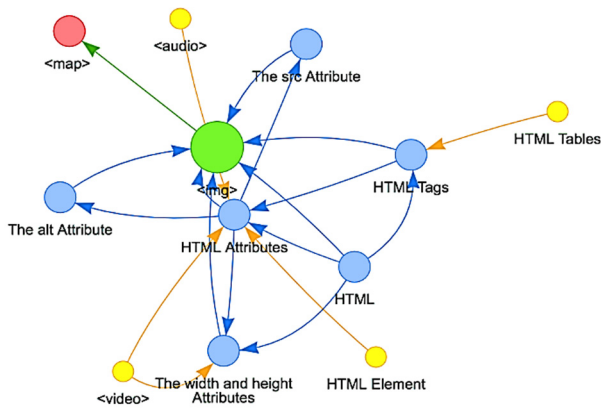 <audio>
<map>
The src Attribute
HTML Tables
HTML Tags
<img>
The alt Attribute
HTML Attributes
HTML
The width and height
Attributes
HTML Element
<video>